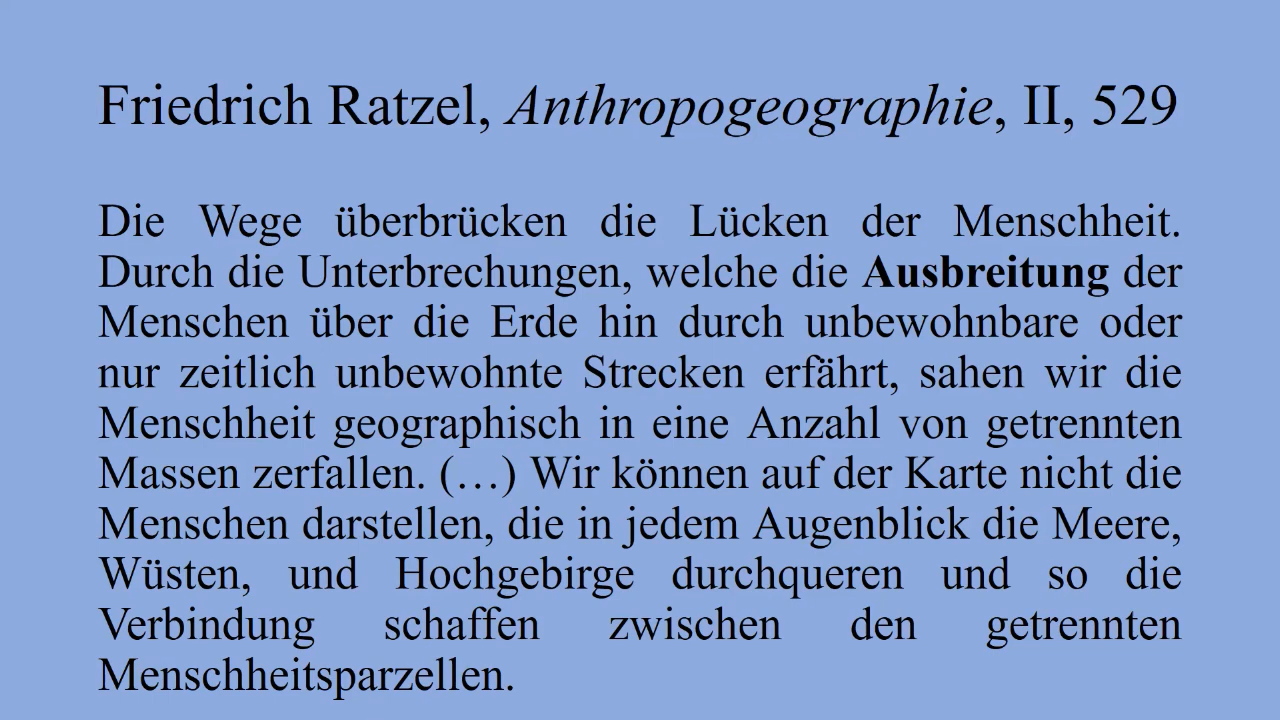 Friedrich Ratzel, Anthropogeographie, II, 529
Die Wege überbrücken die Lücken der Menschheit.
Durch die Unterbrechungen, welche die Ausbreitung der
Menschen über die Erde hin durch unbewohnbare oder
nur zeitlich unbewohnte Strecken erfährt, sahen wir die
Menschheit geographisch in eine Anzahl von getrennten
Massen zerfallen. (…) Wir können auf der Karte nicht die
Menschen darstellen, die in jedem Augenblick die Meere,
Wüsten, und Hochgebirge durchqueren und so die
Verbindung schaffen zwischen den getrennten
Menschheitsparzellen.